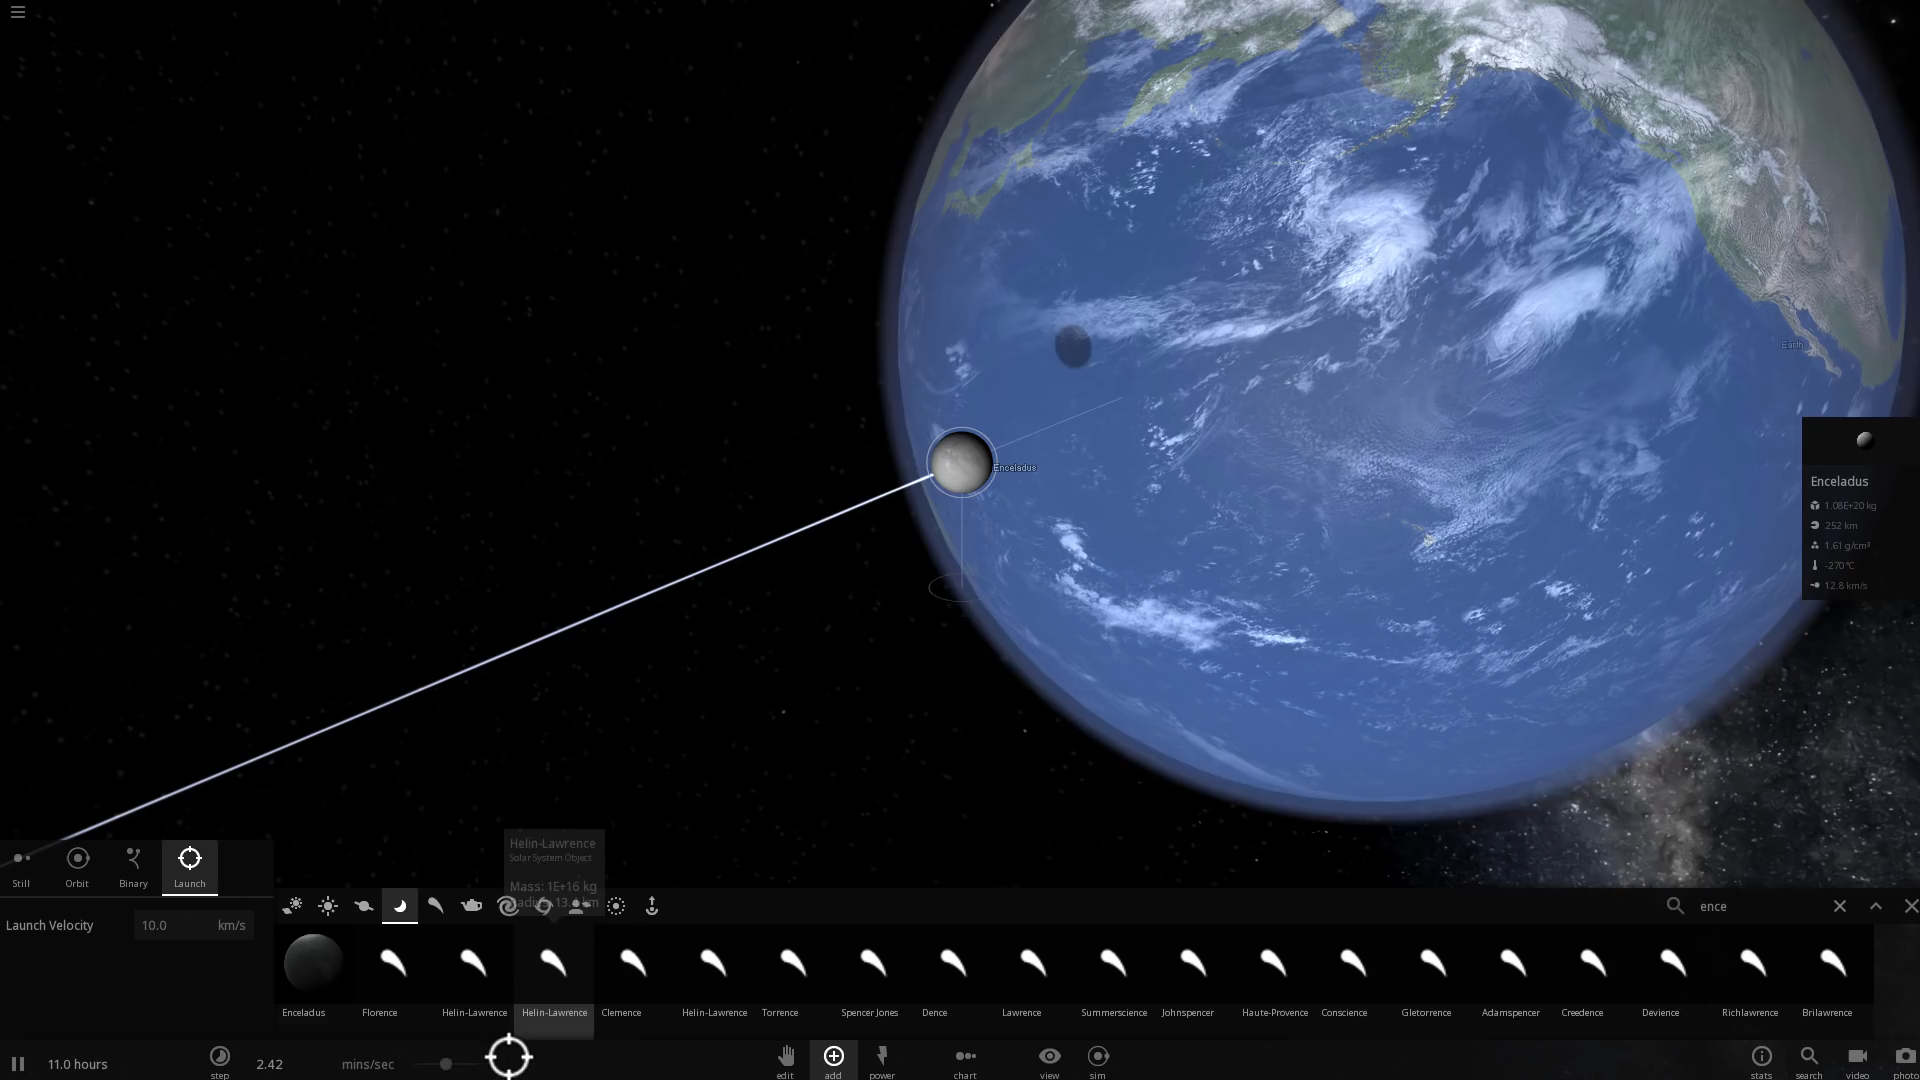 Earth
Enceladus
Enceladus
1.08E+20 kg
252 km
1.61 g/cm³
-270 °C
12.8 km/s
Helin-Lawrence
Solar System Object
Mass: 1E+16 kg
Still
Orbit
Binary
Launch
Launch Velocity
10.0 km/s
ence
Enceladus
Florence
Helin-Lawrence
Helin-Lawrence
Clemence
Helin-Lawrence
Torrence
Spencer Jones
Dence
Lawrence
Summerscience
Johnspencer
Haute-Provence
Conscience
Gletorrence
Adamspencer
Creedence
Devience
Richlawrence
Brilawrence
11.0 hours
step
2.42 mins/sec
edit
add
power
chart
view
sim
stats
search
video
photo